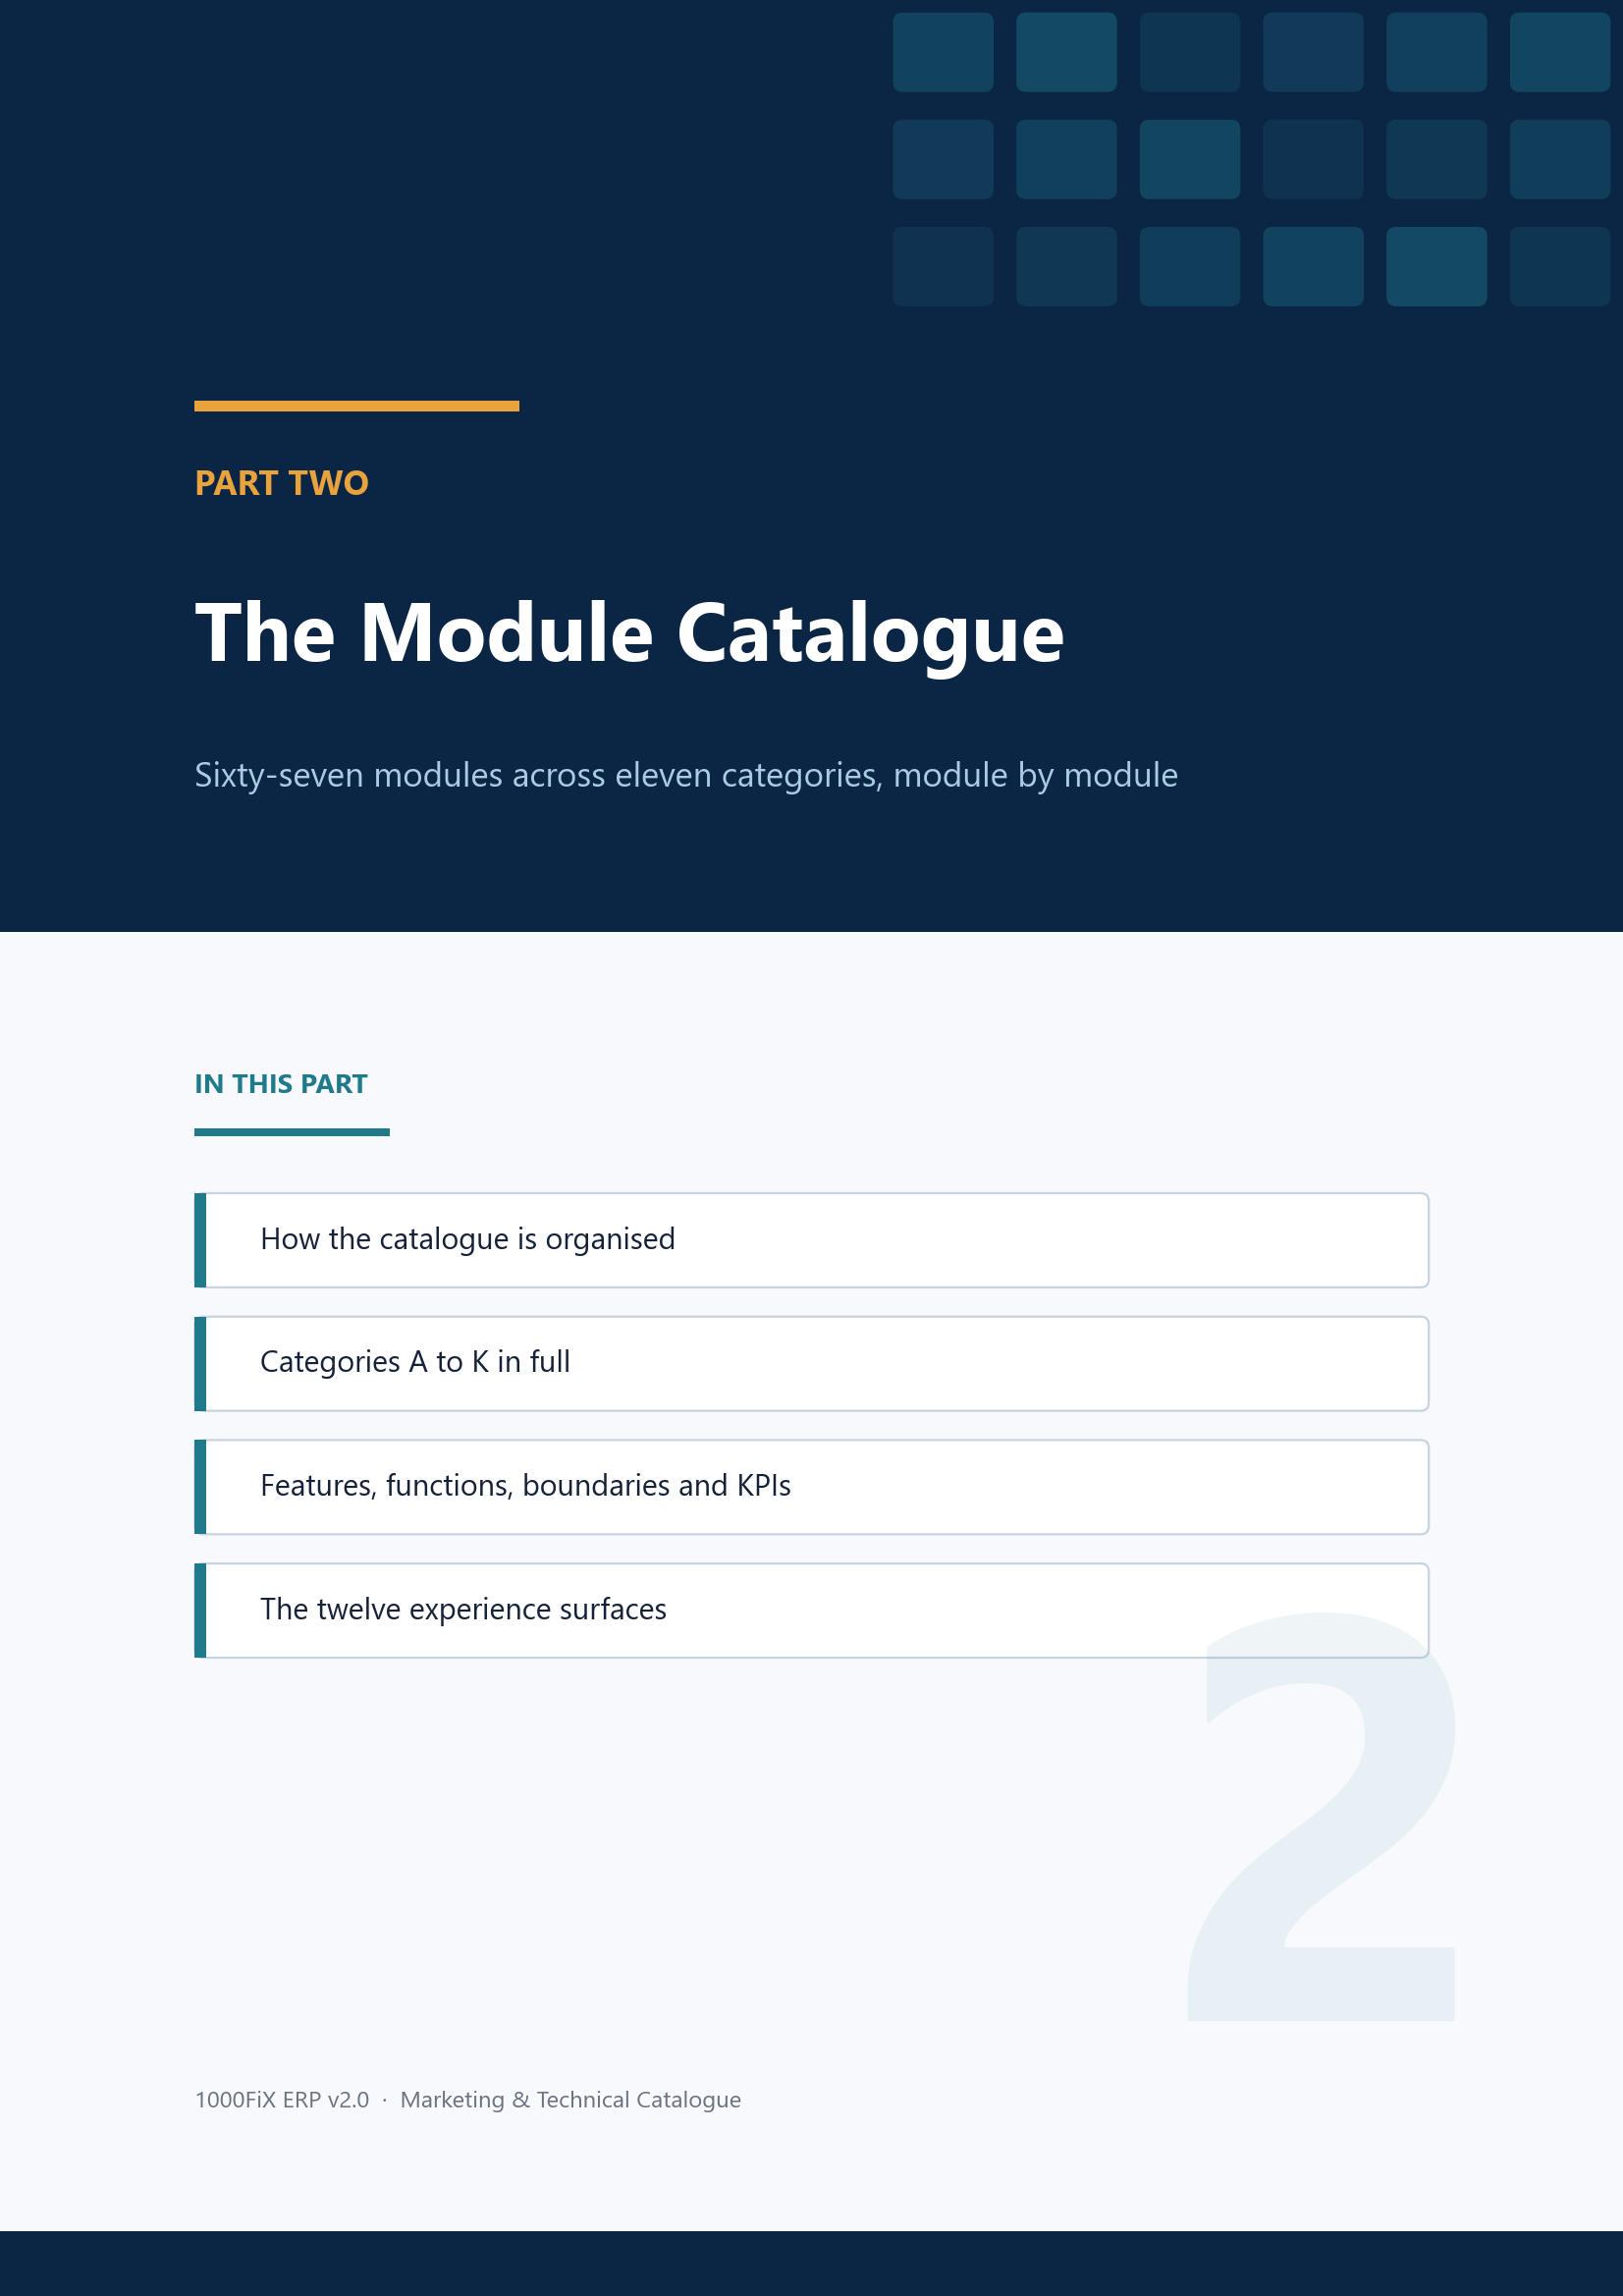 PART TWO
The Module Catalogue
Sixty-seven modules across eleven categories, module by module
IN THIS PART
How the catalogue is organised
Categories A to K in full
Features, functions, boundaries and KPIs
The twelve experience surfaces
2
1000FiX ERP v2.0 · Marketing & Technical Catalogue